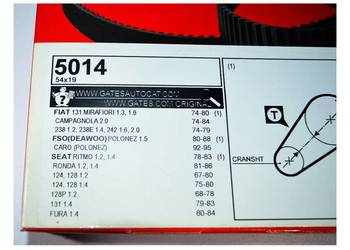 5014
54x19
WWW.GATESAUTOCAT.COM
WWW.GATES.COM ORIGINAL
(1)
FIAT 131 MIRAFIORI 1.3, 1.6 74-80 (1)
CAMPAGNOLA 2.0 74-84
238 1.2, 238E 1.4, 242 1.6, 2.0 74-79
FSO(DEAWOO) POLONEZ 1.5 80-88 (1)
CARO (POLONEZ) 92-95
SEAT RITMO 1.2, 1.4 78-83 (1)
RONDA 1.2, 1.4 81-86
124, 128 1.2 67-80
124, 128 1.4 75-80
128P 1.2 68-78
131 1.4 79-83
FURA 1.4 80-84
T
CRANSHT